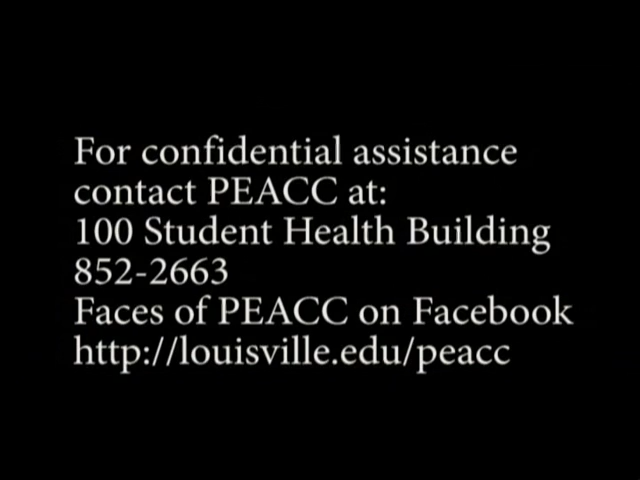 For confidential assistance
contact PEACC at:
100 Student Health Building
852-2663
Faces of PEACC on Facebook
http://louisville.edu/peacc